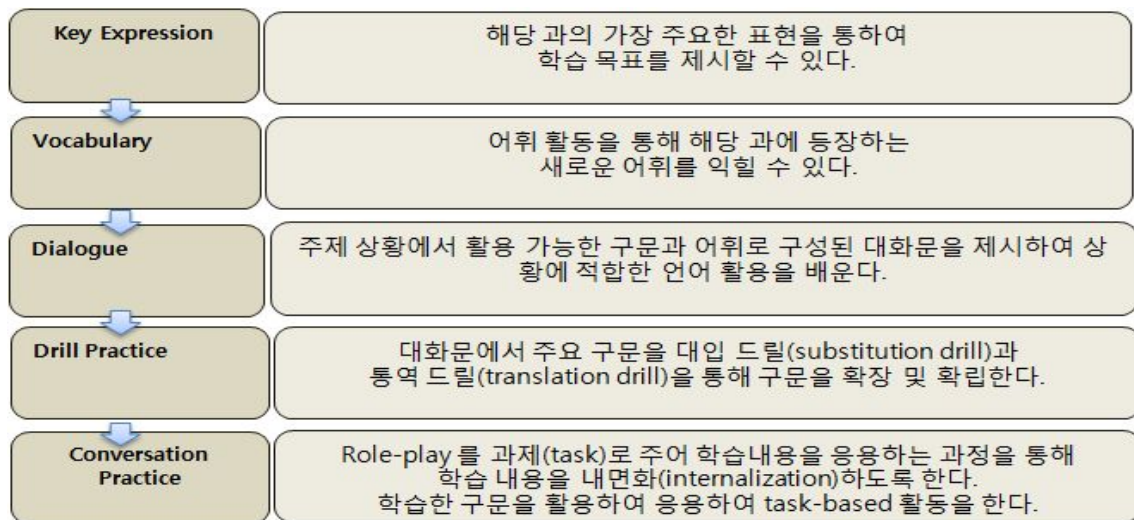 Key Expression
해당 과의 가장 주요한 표현을 통하여
학습 목표를 제시할 수 있다.
Vocabulary
어휘 활동을 통해 해당 과에 등장하는
새로운 어휘를 익힐 수 있다.
Dialogue
주제 상황에서 활용 가능한 구문과 어휘로 구성된 대화문을 제시하여 상
황에 적합한 언어 활용을 배운다.
Drill Practice
대화문에서 주요 구문을 대입 드릴(substitution drill)과
통역 드릴(translation drill)을 통해 구문을 확장 및 확립한다.
Conversation
Practice
Role-play 를 과제(task)로 주어 학습내용을 응용하는 과정을 통해
학습 내용을 내면화(internalization)하도록 한다.
학습한 구문을 활용하여 응용하여 task-based 활동을 한다.